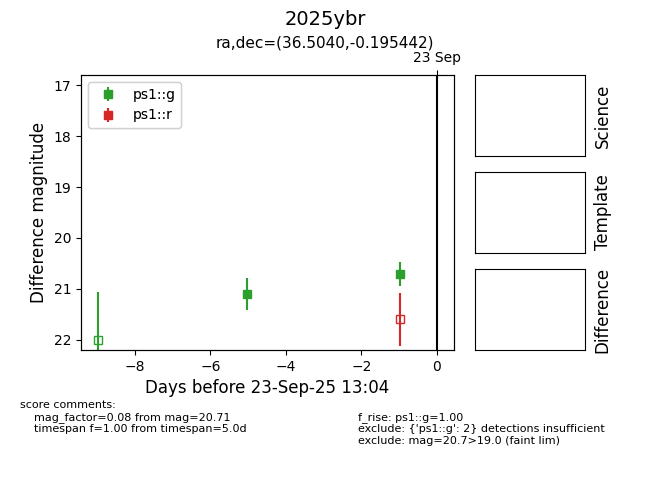 2025ybr
ra,dec=(36.5040,-0.195442)
23 Sep
ps1::g
ps1::r
17
18
19
20
21
22
Difference magnitude
−8
−6
−4
−2
0
Days before 23-Sep-25 13:04
Science
Template
Difference
score comments:
mag_factor=0.08 from mag=20.71
timespan f=1.00 from timespan=5.0d
f_rise: ps1::g=1.00
exclude: {'ps1::g': 2} detections insufficient
exclude: mag=20.7>19.0 (faint lim)